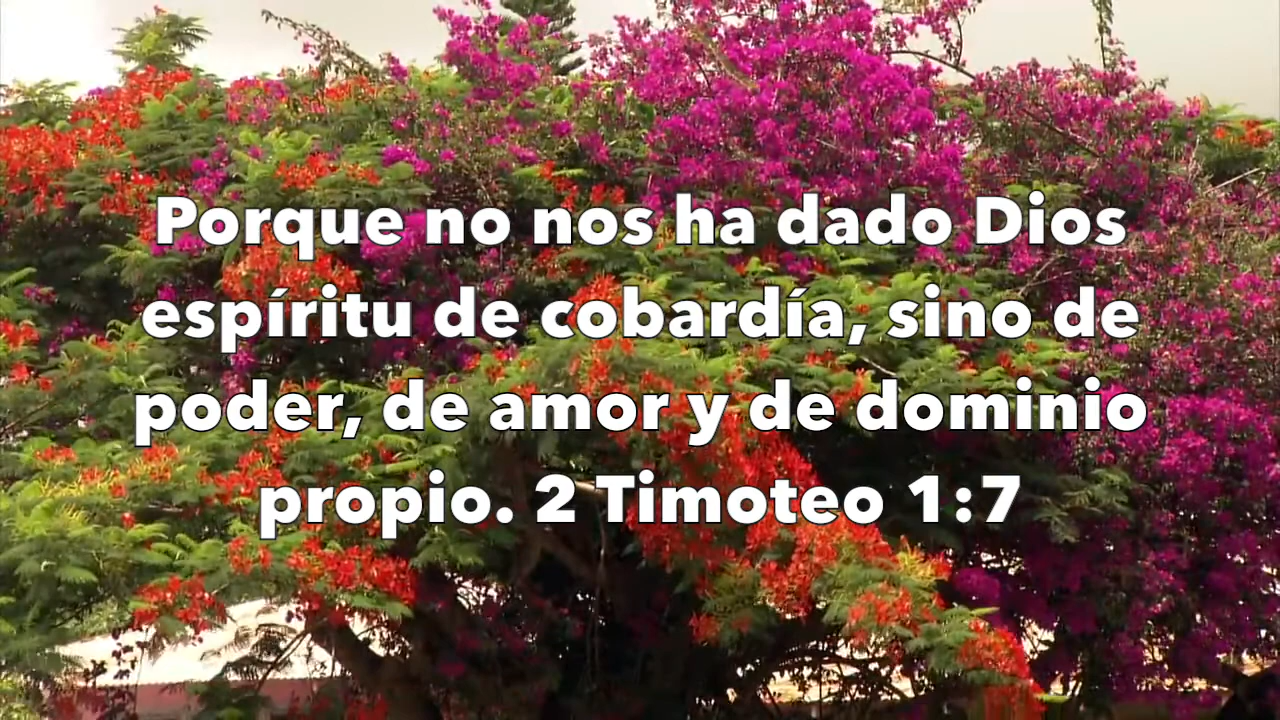 Porque no nos ha dado Dios
espíritu de cobardía, sino de
poder, de amor y de dominio
propio. 2 Timoteo 1:7